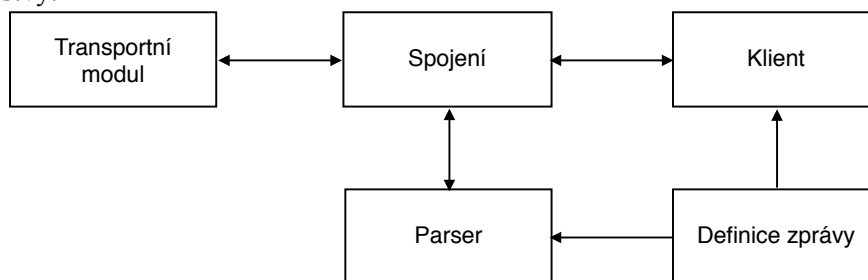 Transportní
modul
Spojení
Klient
Parser
Definice zprávy